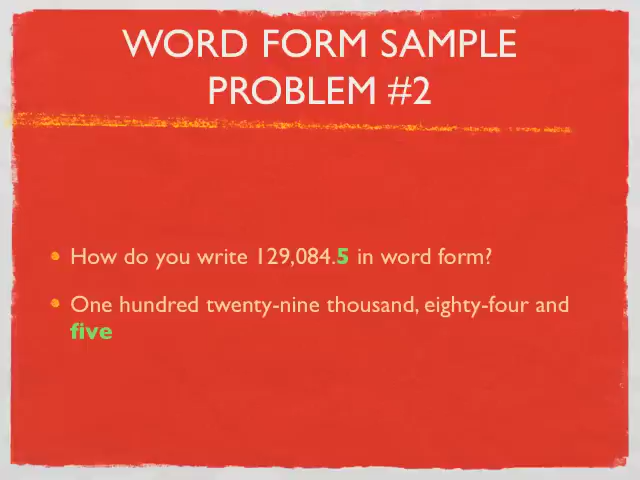 WORD FORM SAMPLE
PROBLEM #2
How do you write 129,084.5 in word form?
One hundred twenty-nine thousand, eighty-four and
five